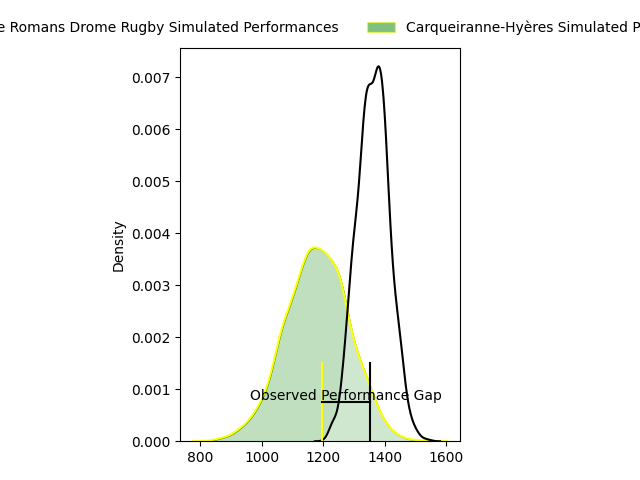 e Romans Drome Rugby Simulated Performances
Carqueiranne-Hyères Simulated P
0.007
0.006
0.005
0.004
0.003
0.002
0.001
0.000
Density
Observed Performance Gap
800 1000 1200 1400 1600